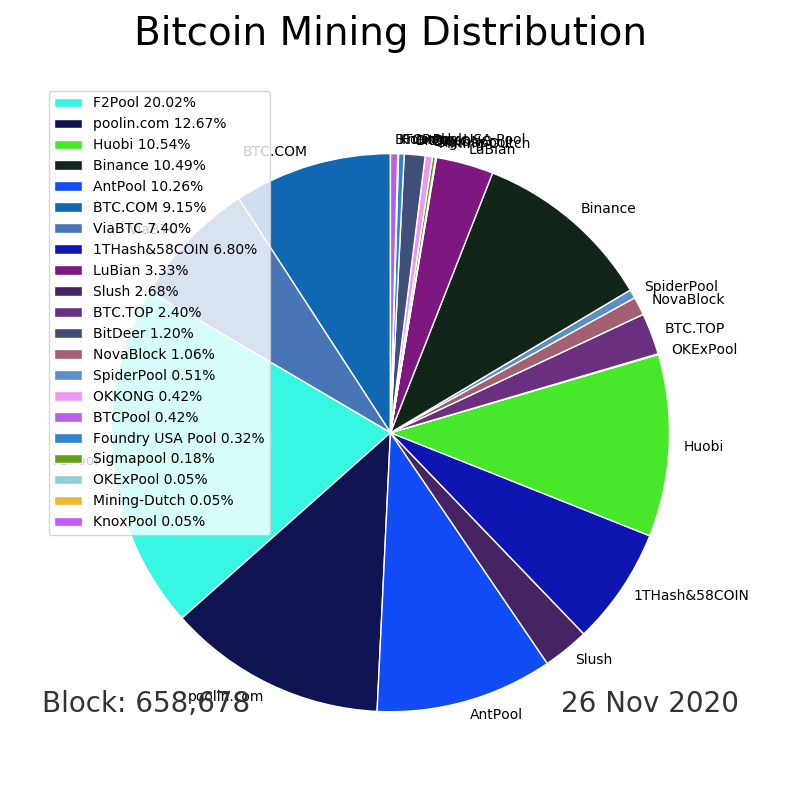 Bitcoin Mining Distribution
F2Pool 20.02%
poolin.com 12.67%
Huobi 10.54%
Binance 10.49%
AntPool 10.26%
BTC.COM 9.15%
ViaBTC 7.40%
1THash&58COIN 6.80%
LuBian 3.33%
Slush 2.68%
BTC.TOP 2.40%
BitDeer 1.20%
NovaBlock 1.06%
SpiderPool 0.51%
OKKONG 0.42%
BTCPool 0.42%
Foundry USA Pool 0.32%
Sigmapool 0.18%
OKExPool 0.05%
Mining-Dutch 0.05%
KnoxPool 0.05%
BTC.COM
LuBian
Binance
SpiderPool
NovaBlock
BTC.TOP
OKExPool
Huobi
1THash&58COIN
Slush
AntPool
poolin.com
Block: 658,678
26 Nov 2020